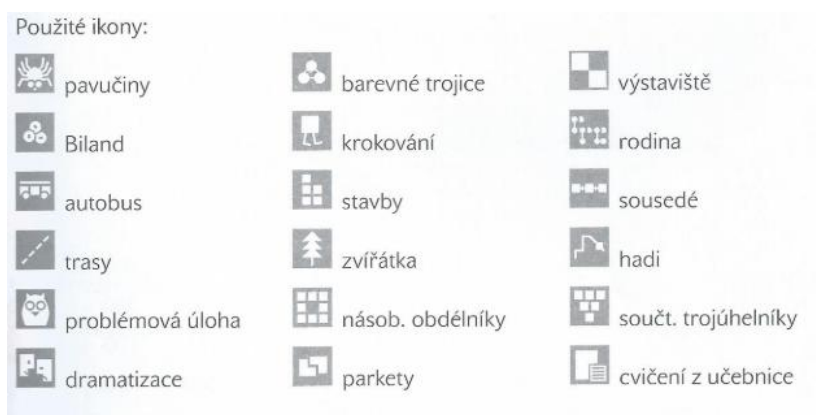 Použité ikony:
pavučiny
barevné trojice
výstaviště
Biland
krokování
rodina
autobus
stavby
sousedé
trasy
zvířátka
hadi
problémová úloha
násob. obdélníky
součt. trojúhelníky
dramatizace
parkety
cvičení z učebnice